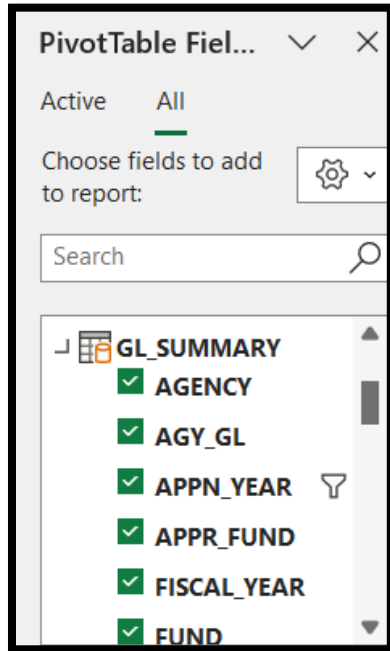 PivotTable Fiel...
Active All
Choose fields to add
to report:
Search
GL_SUMMARY
AGENCY
AGY_GL
APPN_YEAR
APPR_FUND
FISCAL_YEAR
FUND